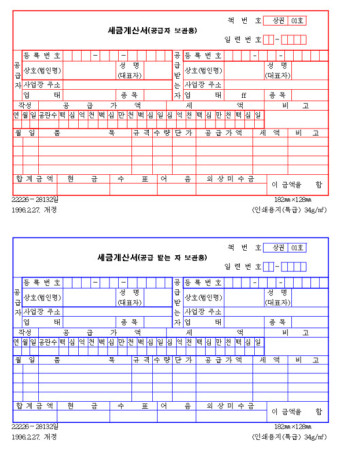 책 번 호 상권 01호
세금계산서(공급자 보관용)
일 련 번 호 -
공급자 등 록 번 호 - - 공급받는자 등 록 번 호 - -
상호(법인명) 성 명 (대표자) 상호(법인명) 성 명 (대표자)
사업장 주소 사업장 주소
업 태 종 목 업 태 종 목
작성 공 급 가 액 세 액 비 고
년 월 일 공란수 백 십 억 천 백 십 만 천 백 십 일 십 억 천 백 십 만 천 백 십 일
월 일 품 목 규 격 수 량 단 가 공 급 가 액 세 액 비 고
합 계 금 액 현 금 수 표 어 음 외 상 미 수 금 이 금액을 함
22226-28132일 182㎜×128㎜
1996.2.27. 개정 (인쇄용지(특급) 34g/㎡)
책 번 호 상권 01호
세금계산서(공급 받는 자 보관용)
일 련 번 호 -
공급자 등 록 번 호 - - 공급받는자 등 록 번 호 - -
상호(법인명) 성 명 (대표자) 상호(법인명) 성 명 (대표자)
사업장 주소 사업장 주소
업 태 종 목 업 태 종 목
작성 공 급 가 액 세 액 비 고
년 월 일 공란수 백 십 억 천 백 십 만 천 백 십 일 십 억 천 백 십 만 천 백 십 일
월 일 품 목 규 격 수 량 단 가 공 급 가 액 세 액 비 고
합 계 금 액 현 금 수 표 어 음 외 상 미 수 금 이 금액을 함
22226-28132일 182㎜×128㎜
1996.2.27. 개정 (인쇄용지(특급) 34g/㎡)